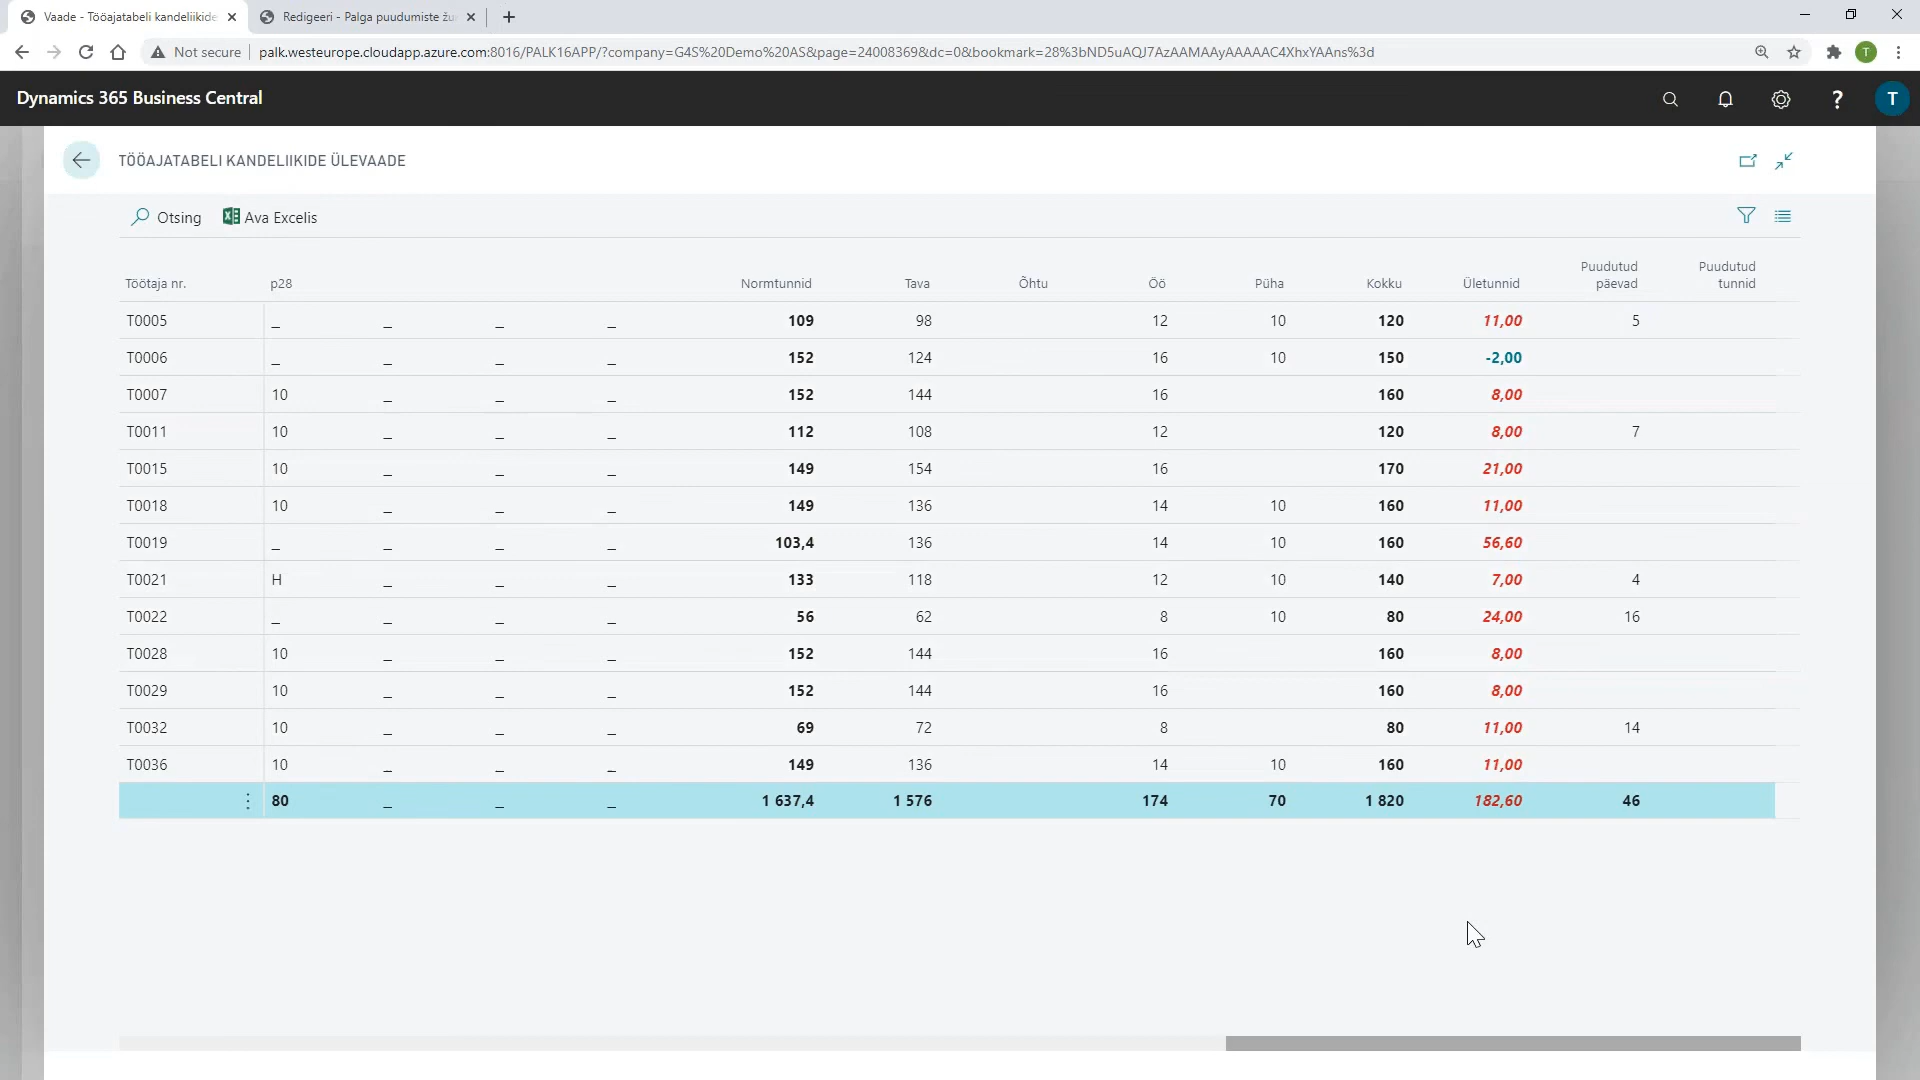 Vaade - Tööajatabeli kandeliikide
Redigeeri - Palga puudumiste žu
Not secure
palk.westeurope.cloudapp.azure.com:8016/PALK16APP/?company=G4S%20Demo%20AS&page=24008369&dc=0&bookmark=28%3bND5uAQJ7AzAAMAAyAAAAAC4XhxYAAns%3d
T
Dynamics 365 Business Central
?
T
TÖÖAJATABELI KANDELIIKIDE ÜLEVAADE
Otsing Ava Excelis
Töötaja nr. p28 Normtunnid Tava Õhtu Öö Püha Kokku Ületunnid Puudutud päevad Puudutud tunnid
T0005 _ _ _ _ 109 98 12 10 120 11,00 5
T0006 _ _ _ _ 152 124 16 10 150 -2,00
T0007 10 _ _ _ 152 144 16 160 8,00
T0011 10 _ _ _ 112 108 12 120 8,00 7
T0015 10 _ _ _ 149 154 16 170 21,00
T0018 10 _ _ _ 149 136 14 10 160 11,00
T0019 _ _ _ _ 103,4 136 14 10 160 56,60
T0021 H _ _ _ 133 118 12 10 140 7,00 4
T0022 _ _ _ _ 56 62 8 10 80 24,00 16
T0028 10 _ _ _ 152 144 16 160 8,00
T0029 10 _ _ _ 152 144 16 160 8,00
T0032 10 _ _ _ 69 72 8 80 11,00 14
T0036 10 _ _ _ 149 136 14 10 160 11,00
80 _ _ _ 1 637,4 1 576 174 70 1 820 182,60 46